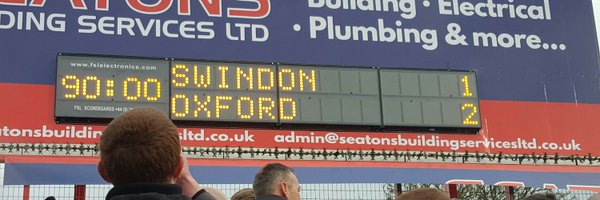 Building • Electrical
DING SERVICES LTD
• Plumbing & more...
www.fslelectronics.com
90:00 SWINDON 1
OXFORD 2
seatonsbuildingservicesltd.co.uk admin@seatonsbuildingservicesltd.co.uk